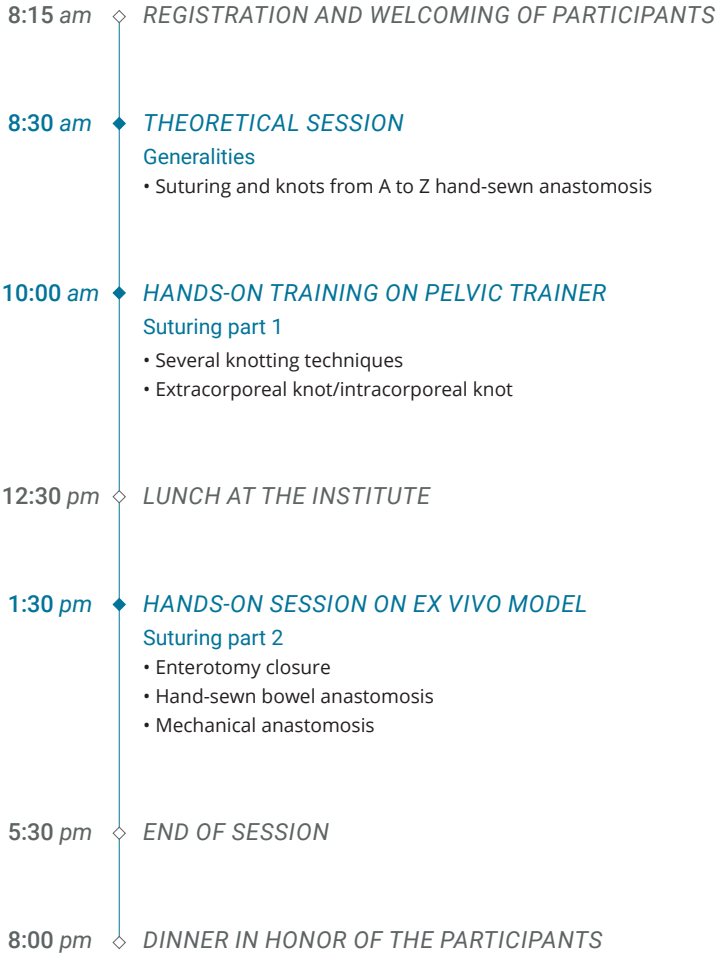 8:15 am REGISTRATION AND WELCOMING OF PARTICIPANTS
8:30 am THEORETICAL SESSION
Generalities
• Suturing and knots from A to Z hand-sewn anastomosis
10:00 am HANDS-ON TRAINING ON PELVIC TRAINER
Suturing part 1
• Several knotting techniques
• Extracorporeal knot/intracorporeal knot
12:30 pm LUNCH AT THE INSTITUTE
1:30 pm HANDS-ON SESSION ON EX VIVO MODEL
Suturing part 2
• Enterotomy closure
• Hand-sewn bowel anastomosis
• Mechanical anastomosis
5:30 pm END OF SESSION
8:00 pm DINNER IN HONOR OF THE PARTICIPANTS